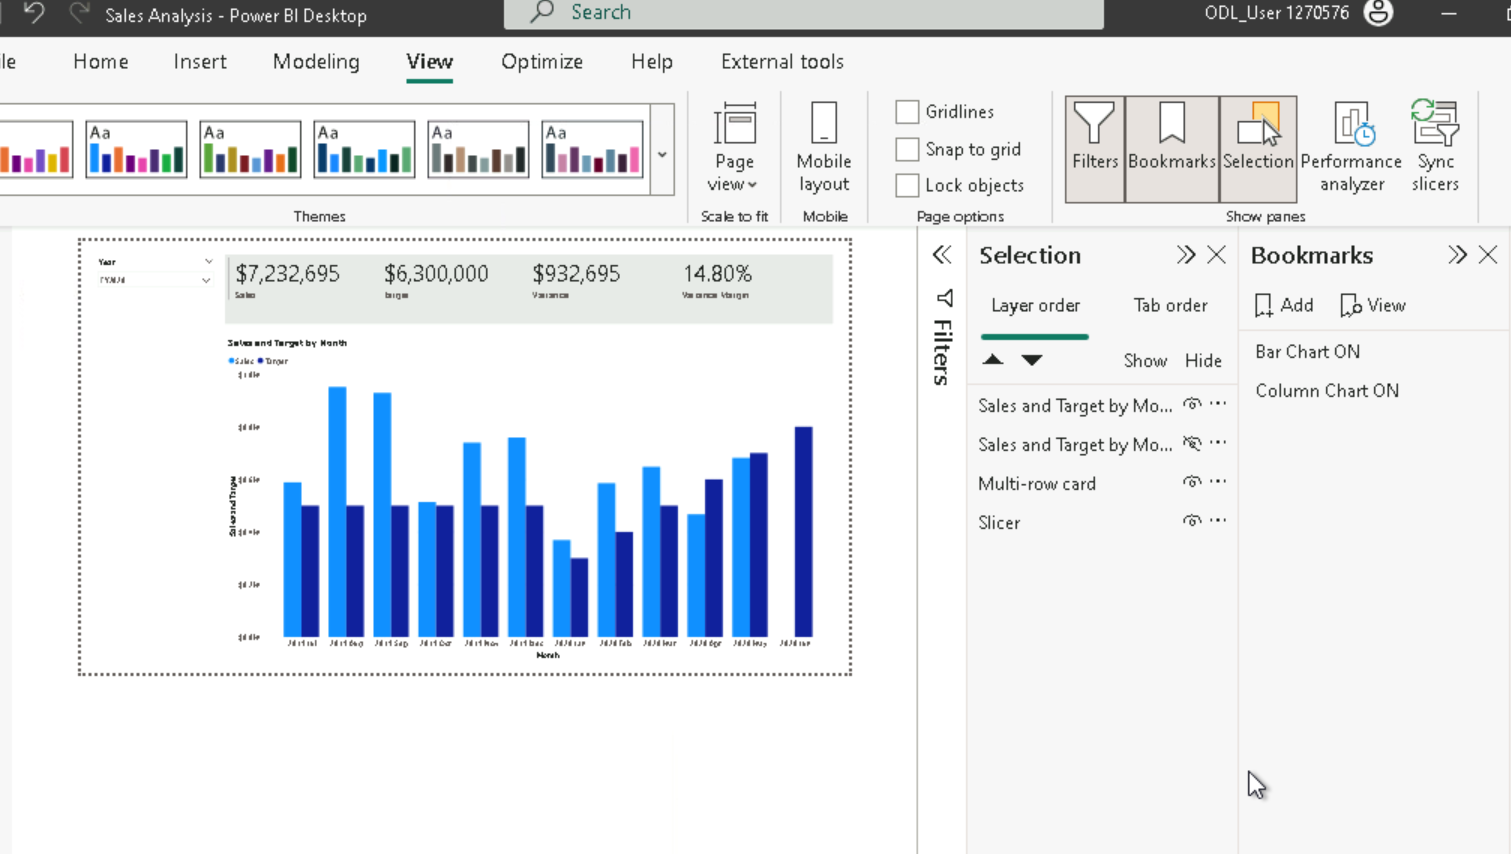 Sales Analysis - Power BI Desktop
Search
ODL_User 1270576
le
Home
Insert
Modeling
View
Optimize
Help
External tools
Aa
Aa
Aa
Aa
Aa
Page view
Mobile layout
Gridlines
Snap to grid
Lock objects
Filters
Bookmarks
Selection
Performance analyzer
Sync slicers
Themes
Scale to fit
Mobile
Page options
Show panes
Year
$7,232,695
$6,300,000
$932,695
14.80%
Sales
Target
Variance
Variance Margin
Sales and Target by Month
Sales
Target
Sales and Target
Month
Filters
Selection
Layer order
Tab order
Show
Hide
Sales and Target by Mo...
Sales and Target by Mo...
Multi-row card
Slicer
Bookmarks
Add
View
Bar Chart ON
Column Chart ON